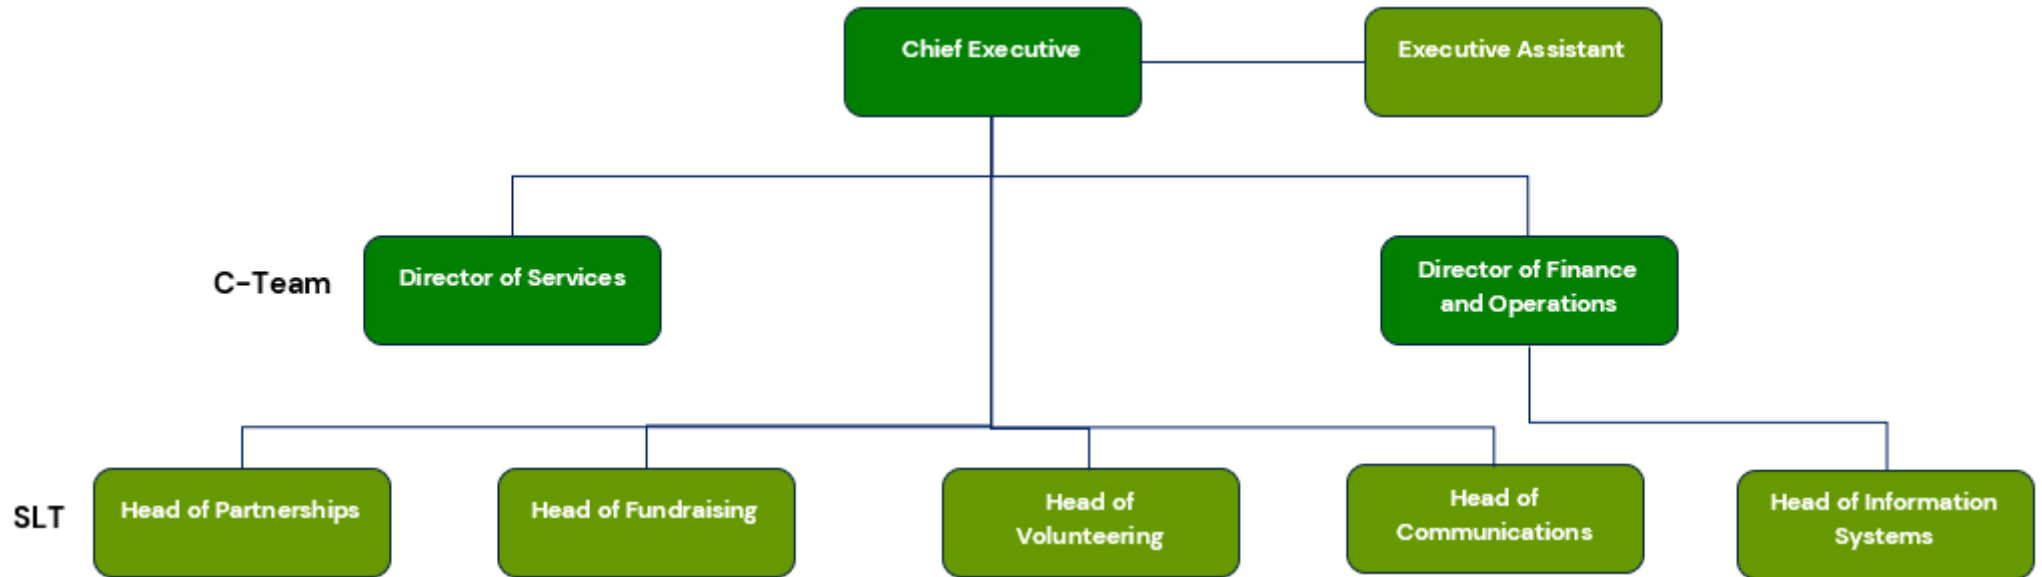 Chief Executive
Executive Assistant
C-Team
Director of Services
Director of Finance
and Operations
SLT
Head of Partnerships
Head of Fundraising
Head of
Volunteering
Head of
Communications
Head of Information
Systems